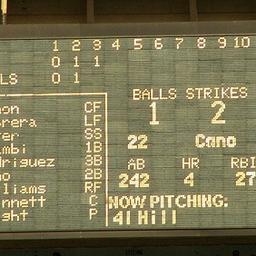 1 2 3 4 5 6 7 8 9 10
0 1 1
LS 0 1
BALLS STRIKES
1 2
on CF
rera LF
er SS
mbi 1B
driguez 3B
o 2B
lliams RF
nnett C
ght P
22 Cano
AB HR RBI
242 4 27
NOW PITCHING:
41 Hill